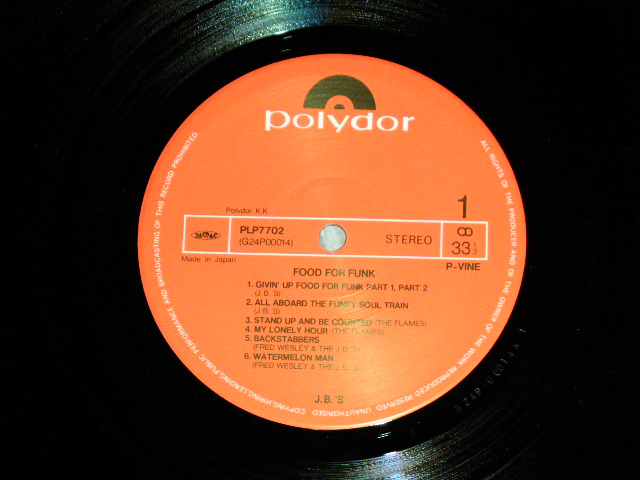 polydor
ALL RIGHTS OF THE PRODUCER AND OF THE OWNER OF THE WORK REPRODUCED RESERVED. UNAUTHORISED COPYING,HIRING,LENDING,PUBLIC PERFORMANCE AND BROADCASTING OF THIS RECORD PROHIBITED
Polydor K.K.
1
PLP7702
(G24P00014)
STEREO
33 1/3
Made in Japan
P-VINE
FOOD FOR FUNK
1. GIVIN' UP FOOD FOR FUNK PART 1, PART 2
(J.B.'S)
2. ALL ABOARD THE FUNKY SOUL TRAIN
(J.B.'S)
3. STAND UP AND BE COUNTED (THE FLAMES)
4. MY LONELY HOUR (THE FLAMES)
5. BACKSTABBERS
(FRED WESLEY & THE J.B.'S)
6. WATERMELON MAN
(FRED WESLEY & THE J.B.'S)
J.B.'S